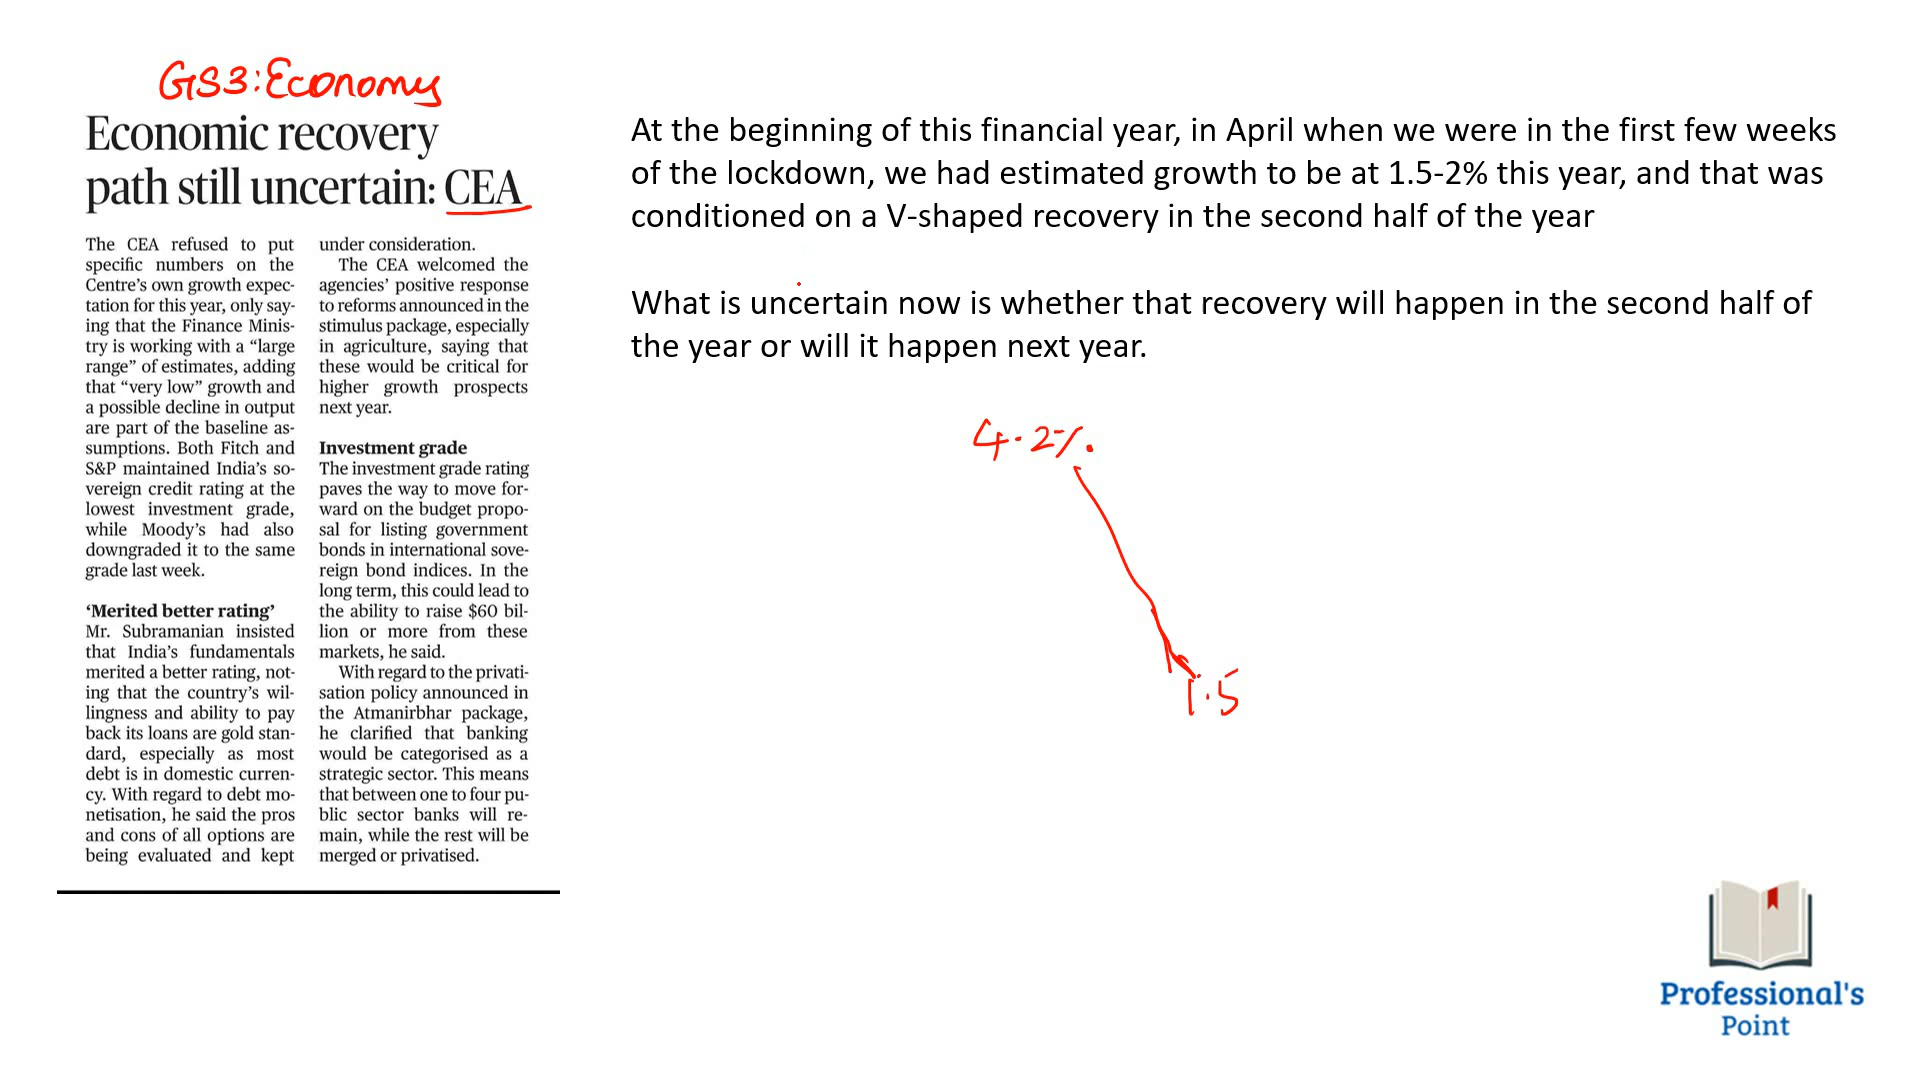 GS3:Economy
Economic recovery
path still uncertain: CEA
The CEA refused to put
specific numbers on the
Centre's own growth expec-
tation for this year, only say-
ing that the Finance Minis-
try is working with a “large
range” of estimates, adding
that “very low” growth and
a possible decline in output
are part of the baseline as-
sumptions. Both Fitch and
S&P maintained India's so-
vereign credit rating at the
lowest investment grade,
while Moody's had also
downgraded it to the same
grade last week.
‘Merited better rating’
Mr. Subramanian insisted
that India's fundamentals
merited a better rating, not-
ing that the country's wil-
lingness and ability to pay
back its loans are gold stan-
dard, especially as most
debt is in domestic curren-
cy. With regard to debt mo-
netisation, he said the pros
and cons of all options are
being evaluated and kept
under consideration.
The CEA welcomed the
agencies' positive response
to reforms announced in the
stimulus package, especially
in agriculture, saying that
these would be critical for
higher growth prospects
next year.
Investment grade
The investment grade rating
paves the way to move for-
ward on the budget propo-
sal for listing government
bonds in international sove-
reign bond indices. In the
long term, this could lead to
the ability to raise $60 bil-
lion or more from these
markets, he said.
With regard to the privati-
sation policy announced in
the Atmanirbhar package,
he clarified that banking
would be categorised as a
strategic sector. This means
that between one to four pu-
blic sector banks will re-
main, while the rest will be
merged or privatised.
At the beginning of this financial year, in April when we were in the first few weeks
of the lockdown, we had estimated growth to be at 1.5-2% this year, and that was
conditioned on a V-shaped recovery in the second half of the year
What is uncertain now is whether that recovery will happen in the second half of
the year or will it happen next year.
4.2%
1.5
Professional's
Point